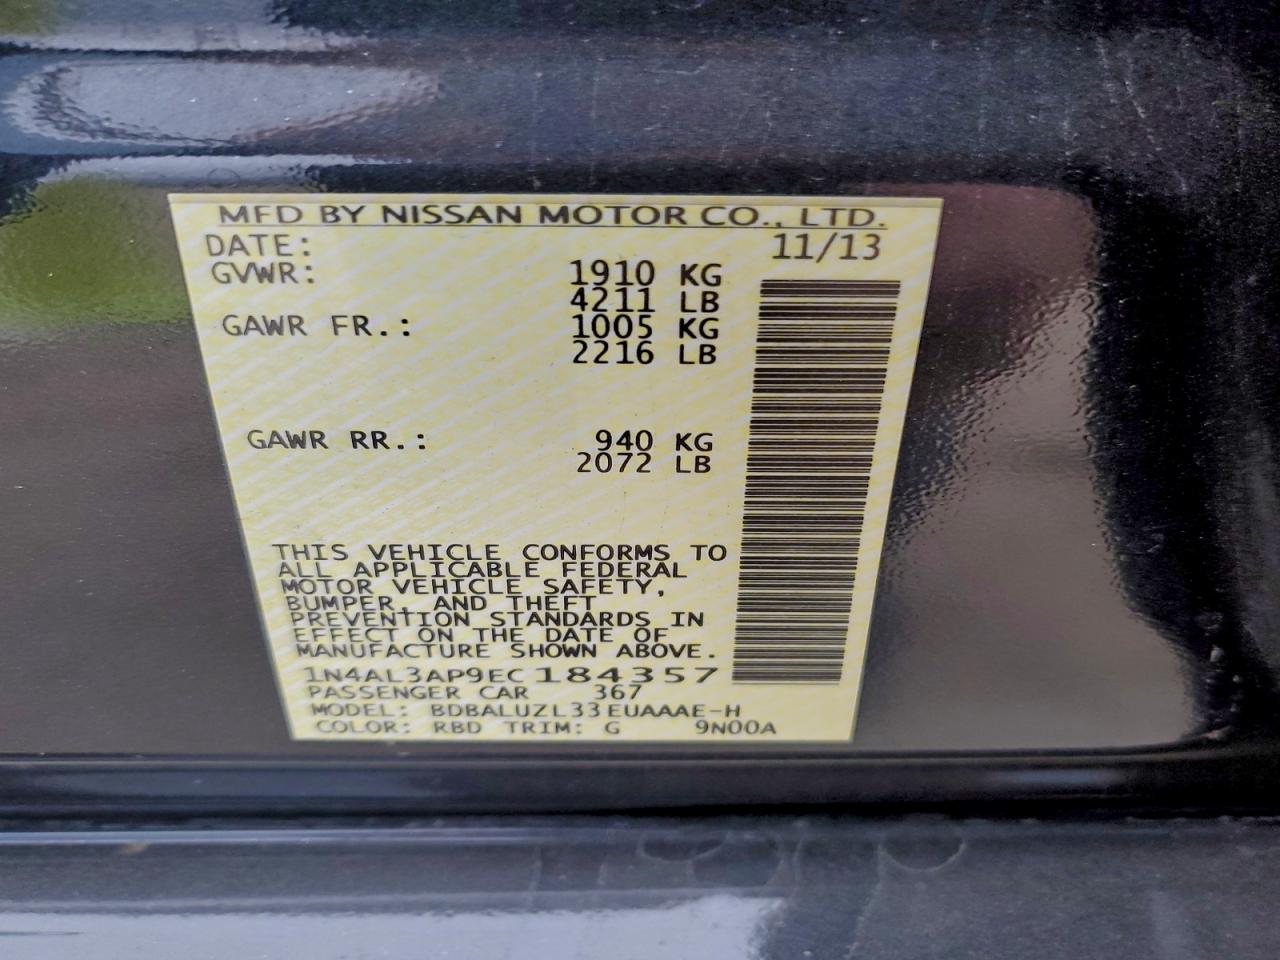 MFD BY NISSAN MOTOR CO., LTD.
DATE: 11/13
GVWR: 1910 KG
4211 LB
GAWR FR.: 1005 KG
2216 LB
GAWR RR.: 940 KG
2072 LB
THIS VEHICLE CONFORMS TO
ALL APPLICABLE FEDERAL
MOTOR VEHICLE SAFETY,
BUMPER, AND THEFT
PREVENTION STANDARDS IN
EFFECT ON THE DATE OF
MANUFACTURE SHOWN ABOVE.
1N4AL3AP9EC184357
PASSENGER CAR 367
MODEL: BDBALUZL33EUAAAE-H
COLOR: RBD TRIM: G 9N00A